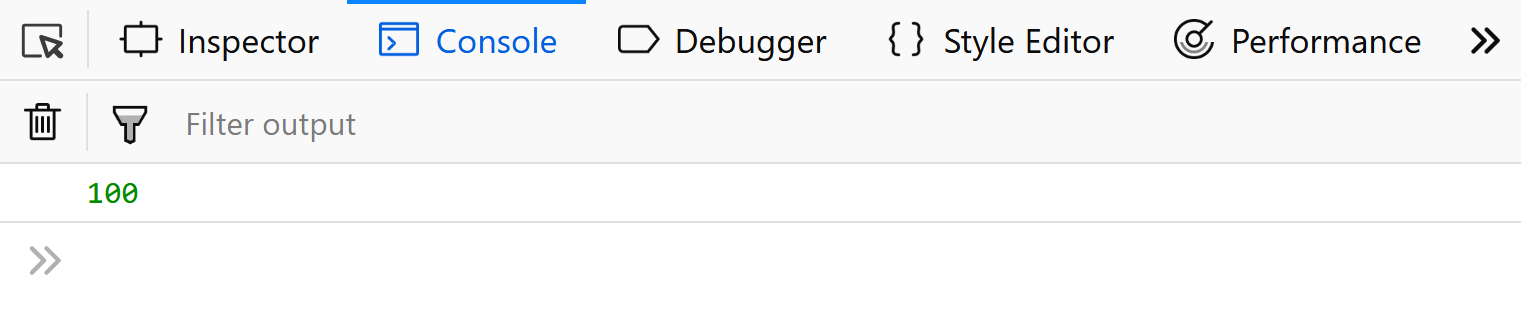 Inspector Console Debugger Style Editor Performance
Filter output
100